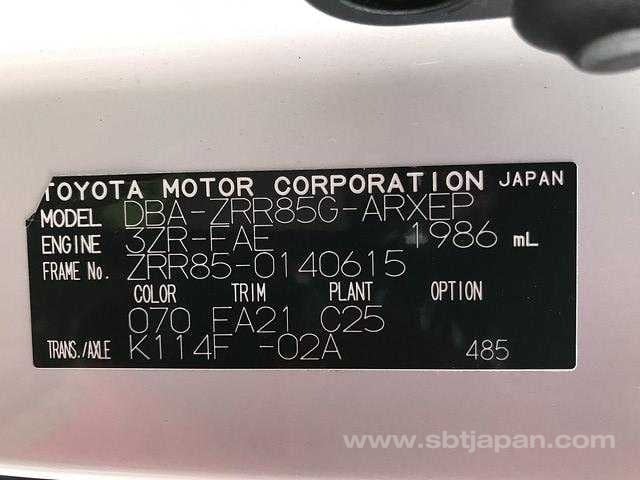 TOYOTA MOTOR CORPORATION JAPAN
MODEL DBA-ZRR85G-ARXEP
ENGINE 3ZR-FAE 1986 mL
FRAME No. ZRR85-0140615
COLOR TRIM PLANT OPTION
070 FA21 C25
TRANS./AXLE K114F -02A 485
www.sbtjapan.com